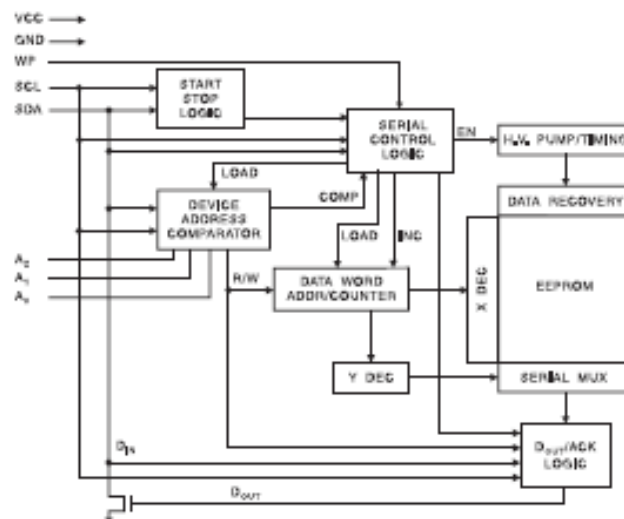 VCC
GND
WP
SCL
SDA
START
STOP
LOGIC
SERIAL
CONTROL
LOGIC
EN
H.V. PUMP/TIMING
LOAD
COMP
DATA RECOVERY
DEVICE
ADDRESS
COMPARATOR
LOAD
INC
A2
A1
A0
R/W
DATA WORD
ADDR/COUNTER
X DEC
EEPROM
Y DEC
SERIAL MUX
DIN
DOUT/ACK
LOGIC
DOUT